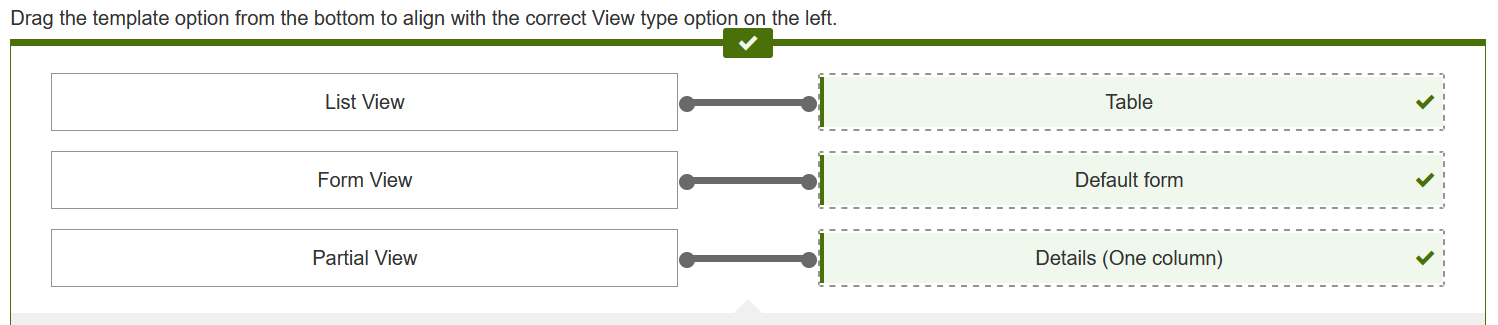 Drag the template option from the bottom to align with the correct View type option on the left.
List View
Table
Form View
Default form
Partial View
Details (One column)